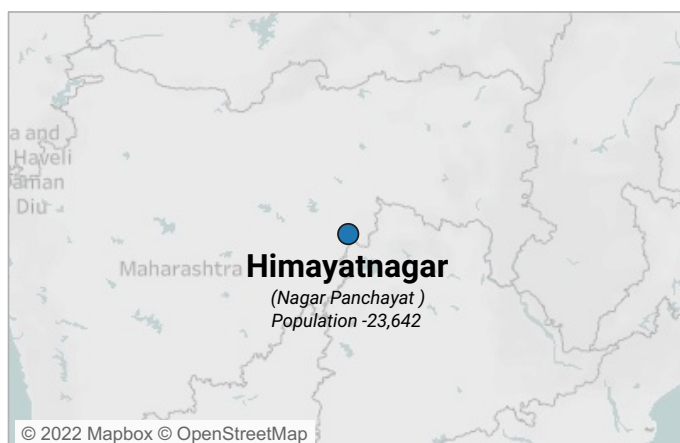 a and
Haveli
Daman
Diu
Maharashtra
Himayatnagar
(Nagar Panchayat )
Population -23,642
© 2022 Mapbox © OpenStreetMap